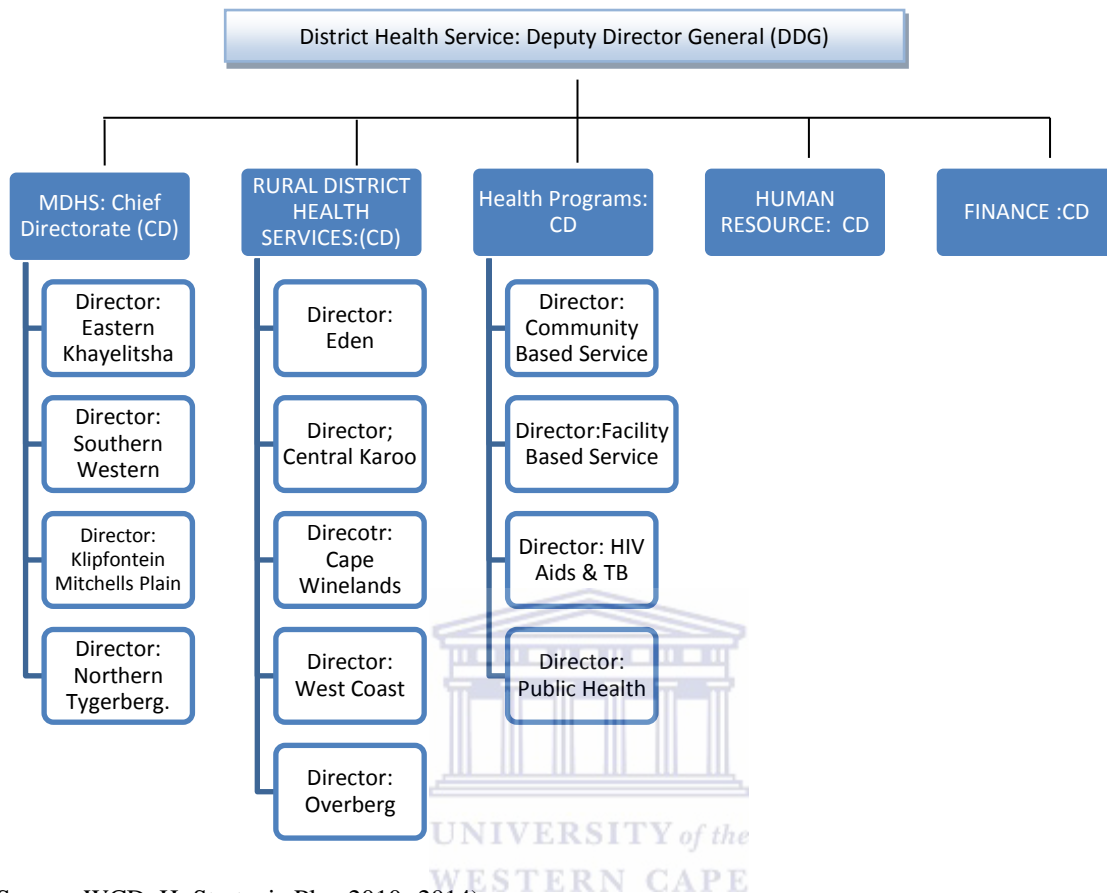 District Health Service: Deputy Director General (DDG)
MDHS: Chief
Directorate (CD)
Director:
Eastern
Khayelitsha
Director:
Southern
Western
Director:
Klipfontein
Mitchells Plain
Director:
Northern
Tygerberg.
RURAL DISTRICT
HEALTH
SERVICES:(CD)
Director:
Eden
Director;
Central Karoo
Direcotr:
Cape
Winelands
Director:
West Coast
Director:
Overberg
Health Programs:
CD
Director:
Community
Based Service
Director:Facility
Based Service
Director: HIV
Aids & TB
Director:
Public Health
HUMAN
RESOURCE: CD
FINANCE :CD
UNIVERSITY of the
WESTERN CAPE